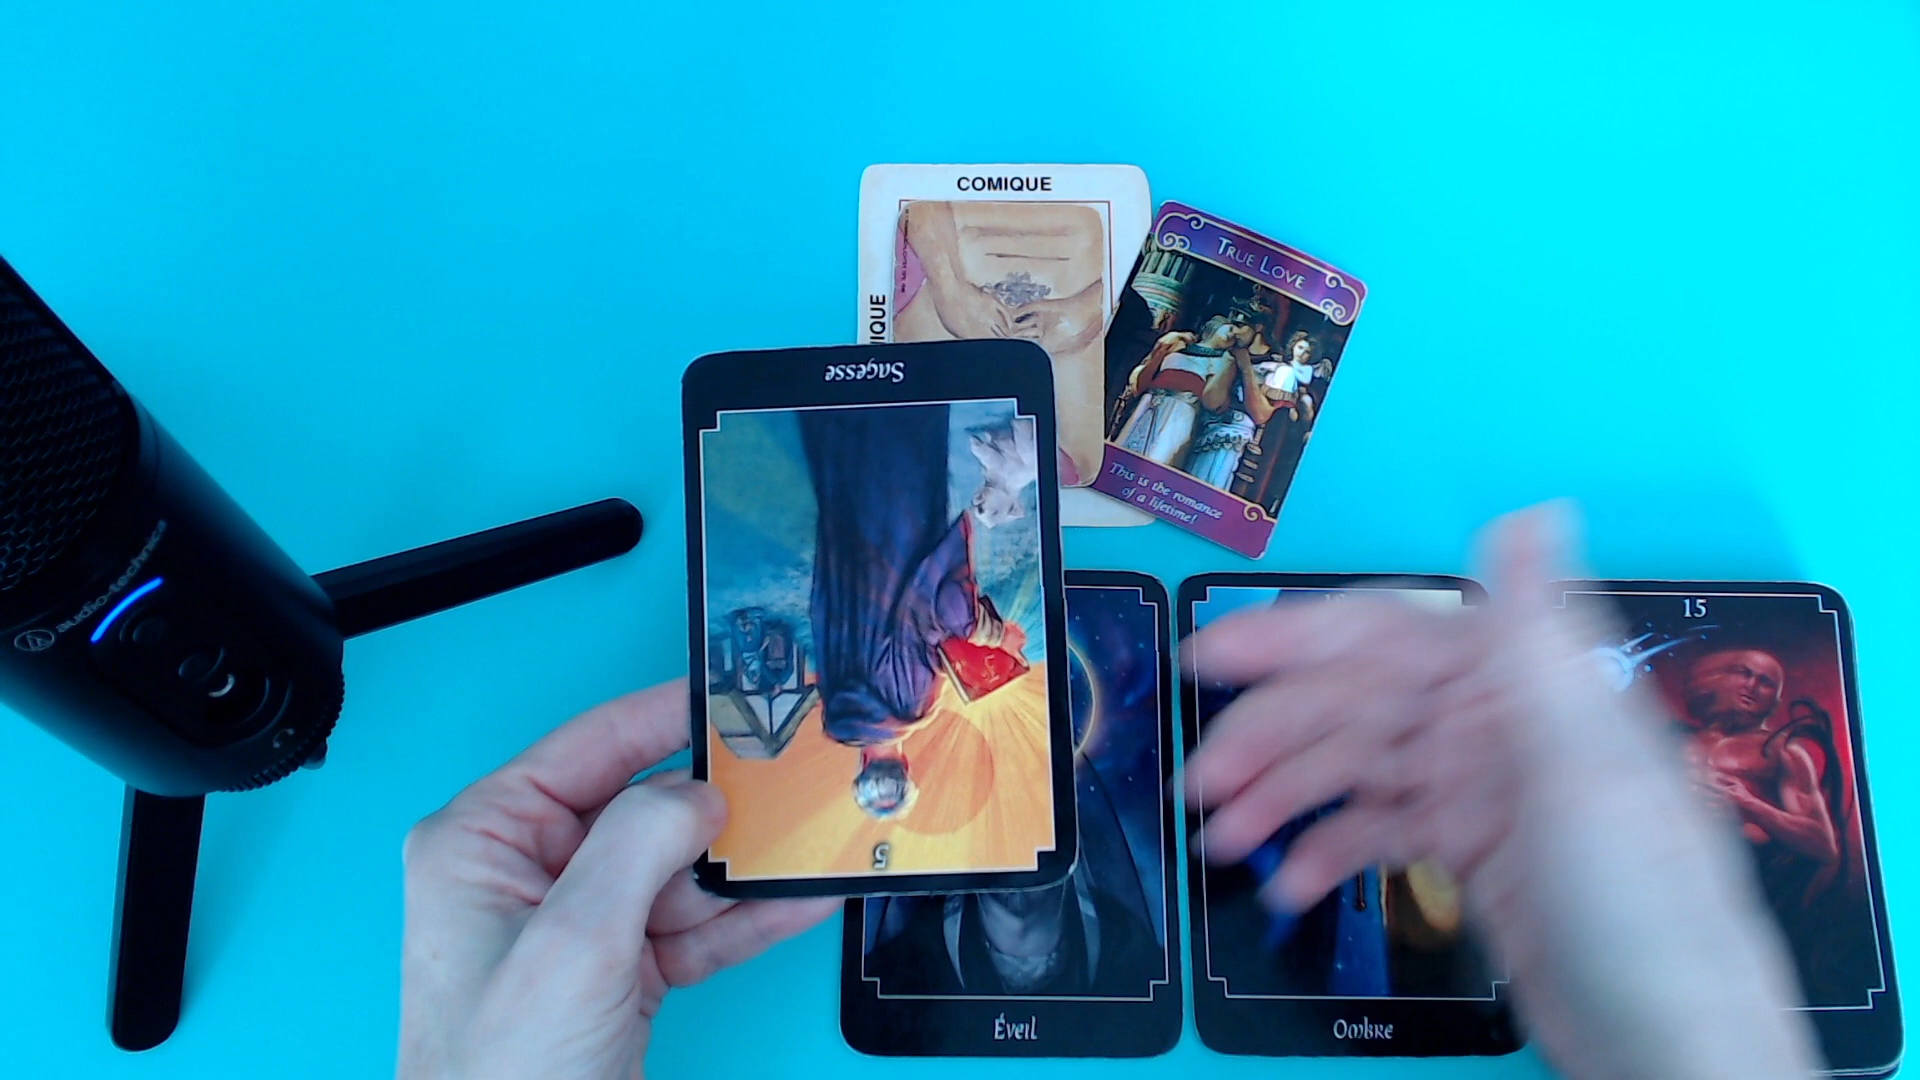 COMIQUE
IQUE
TRUE LOVE
This is the romance
of a lifetime!
Sagesse
5
audio-technica
15
Éveil
Ombre